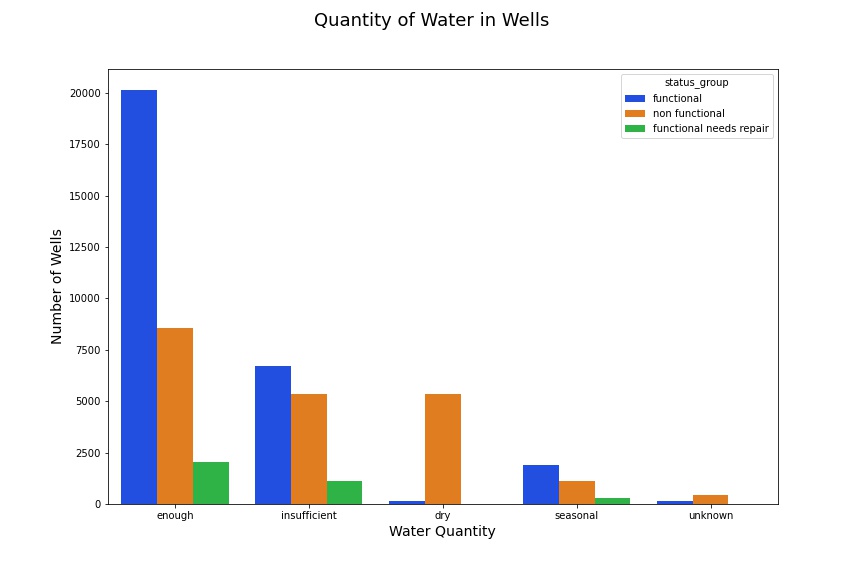 Quantity of Water in Wells
status_group
functional
non functional
functional needs repair
20000
17500
15000
12500
10000
7500
5000
2500
0
Number of Wells
enough insufficient dry seasonal unknown
Water Quantity